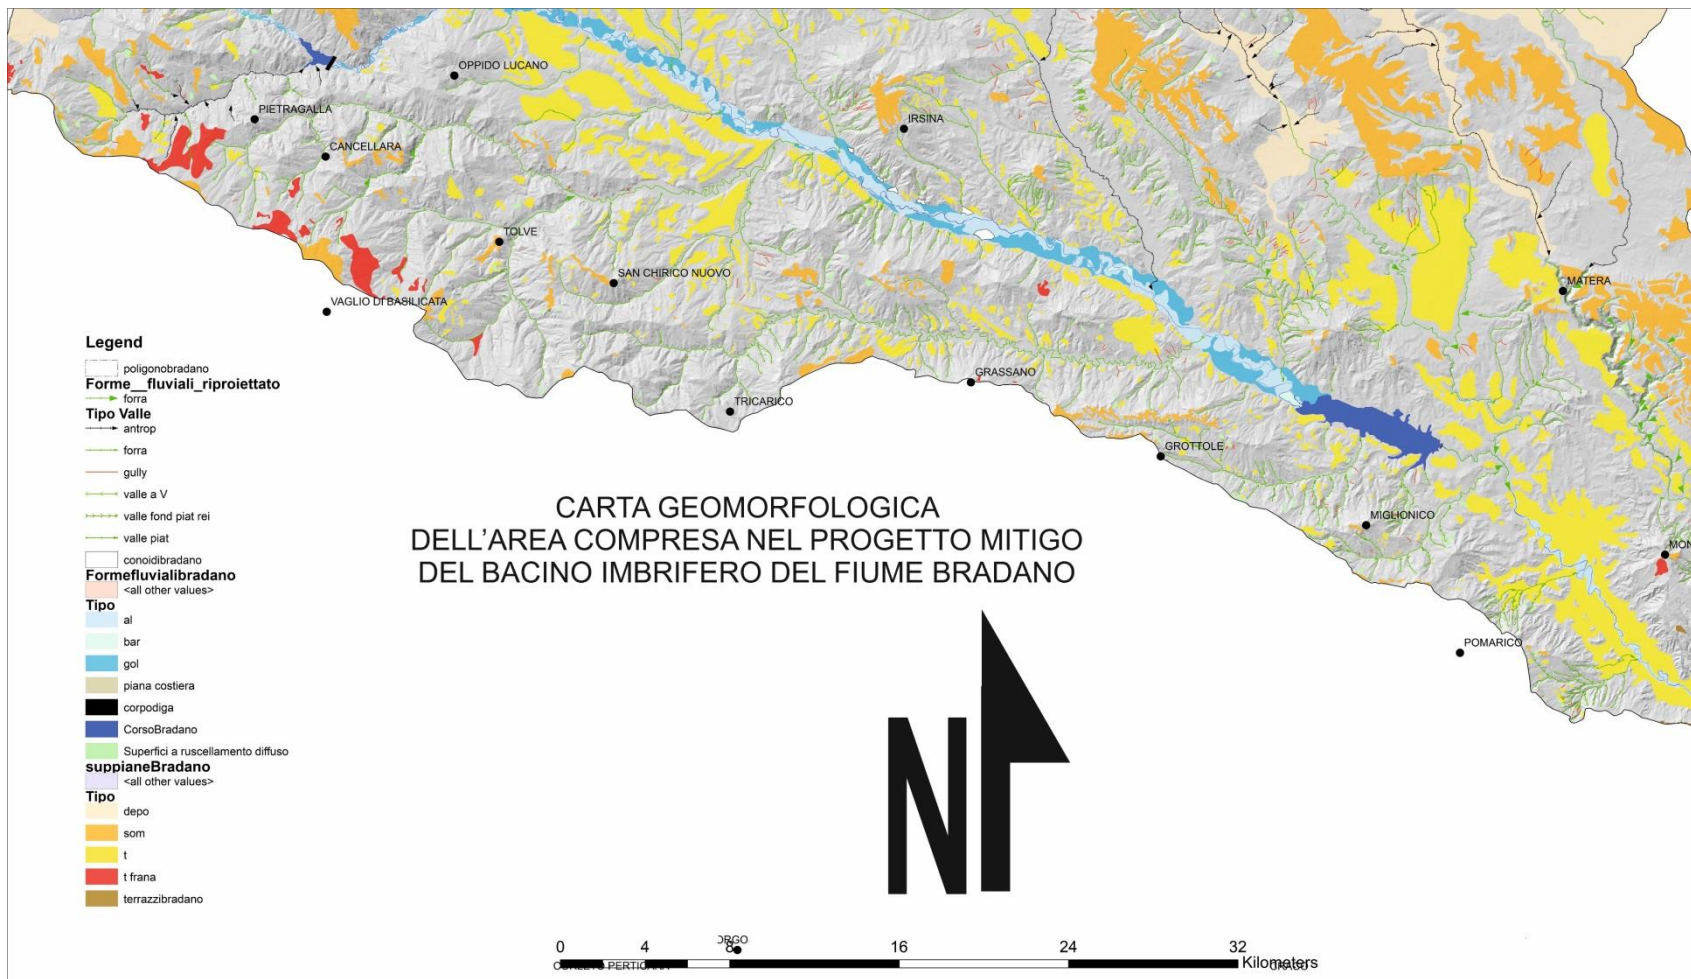 OPPIDO LUCANO
PIETRAGALLA
IRSINA
CANCELLARA
TOLVE
SAN CHIRICO NUOVO
MATERA
VAGLIO DI BASILICATA
GRASSANO
TRICARICO
GROTTOLE
MIGLIONICO
MON
POMARICO
Legend
poligonobradano
Forme__fluviali_riproiettato
forra
Tipo Valle
antrop
forra
gully
valle a V
valle fond piat rei
valle piat
conoidibradano
Formefluvialibradano
<all other values>
Tipo
al
bar
gol
piana costiera
corpodiga
CorsoBradano
Superfici a ruscellamento diffuso
suppianeBradano
<all other values>
Tipo
depo
som
t
t frana
terrazzibradano
CARTA GEOMORFOLOGICA
DELL'AREA COMPRESA NEL PROGETTO MITIGO
DEL BACINO IMBRIFERO DEL FIUME BRADANO
N
0 4 8 16 24 32
Kilometers